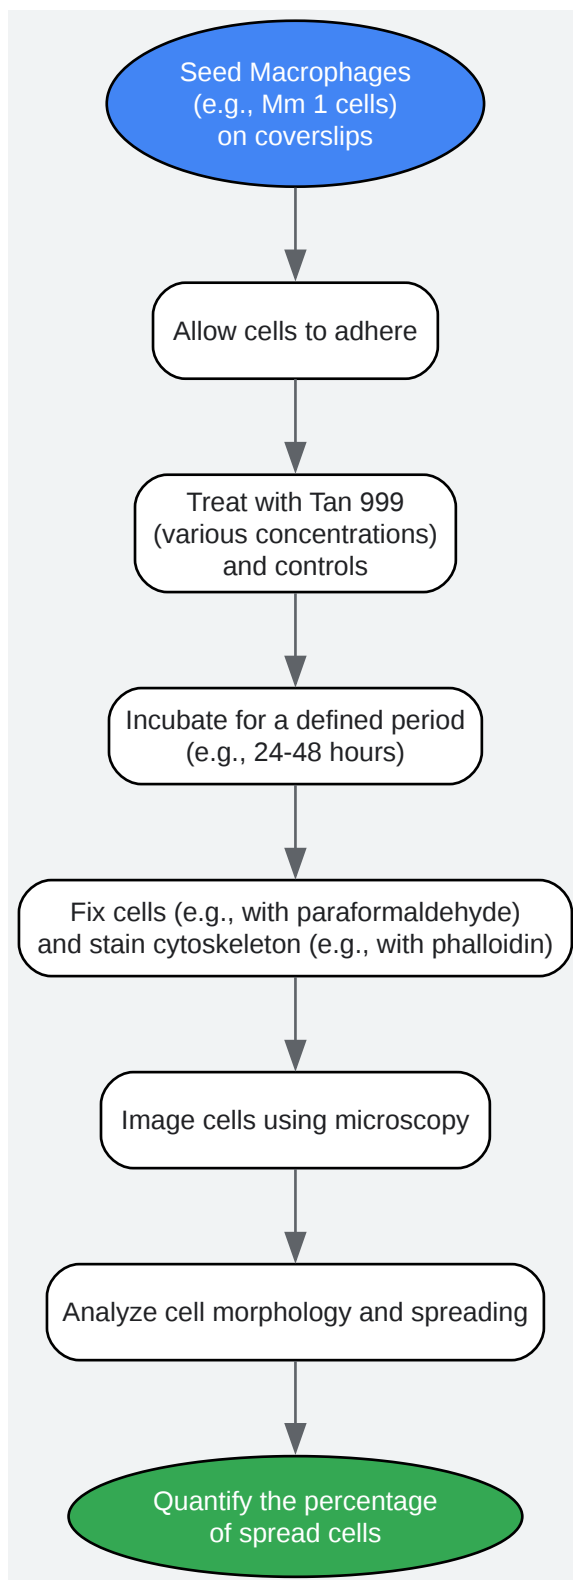 Seed Macrophages
(e.g., Mm 1 cells)
on coverslips
Allow cells to adhere
Treat with Tan 999
(various concentrations)
and controls
Incubate for a defined period
(e.g., 24-48 hours)
Fix cells (e.g., with paraformaldehyde)
and stain cytoskeleton (e.g., with phalloidin)
Image cells using microscopy
Analyze cell morphology and spreading
Quantify the percentage
of spread cells